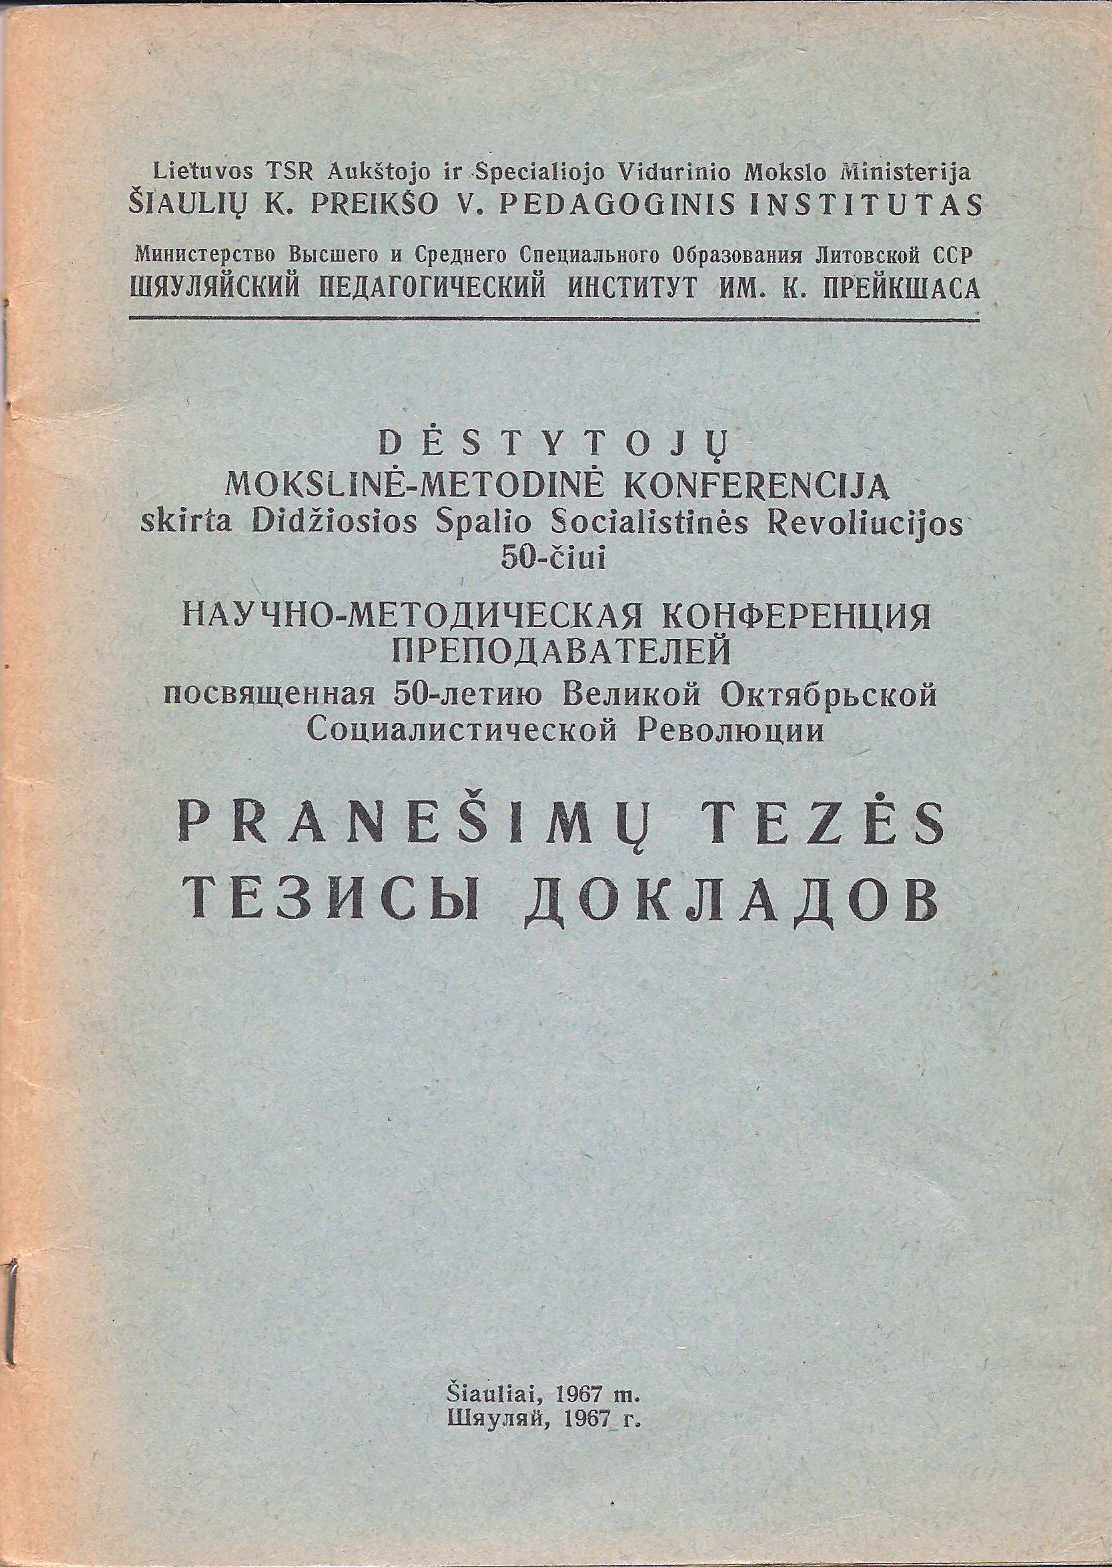 Lietuvos TSR Aukštojo ir Specialiojo Vidurinio Mokslo Ministerija
ŠIAULIŲ K. PREIKŠO V. PEDAGOGINIS INSTITUTAS
Министерство Высшего и Среднего Специального Образования Литовской ССР
ШЯУЛЯЙСКИЙ ПЕДАГОГИЧЕСКИЙ ИНСТИТУТ ИМ. К. ПРЕЙКШАСА
DĖSTYTOJŲ
MOKSLINĖ-METODINĖ KONFERENCIJA
skirta Didžiosios Spalio Socialistinės Revoliucijos
50-čiui
НАУЧНО-МЕТОДИЧЕСКАЯ КОНФЕРЕНЦИЯ
ПРЕПОДАВАТЕЛЕЙ
посвященная 50-летию Великой Октябрьской
Социалистической Революции
PRANEŠIMŲ TEZĖS
ТЕЗИСЫ ДОКЛАДОВ
Šiauliai, 1967 m.
Шяуляй, 1967 г.